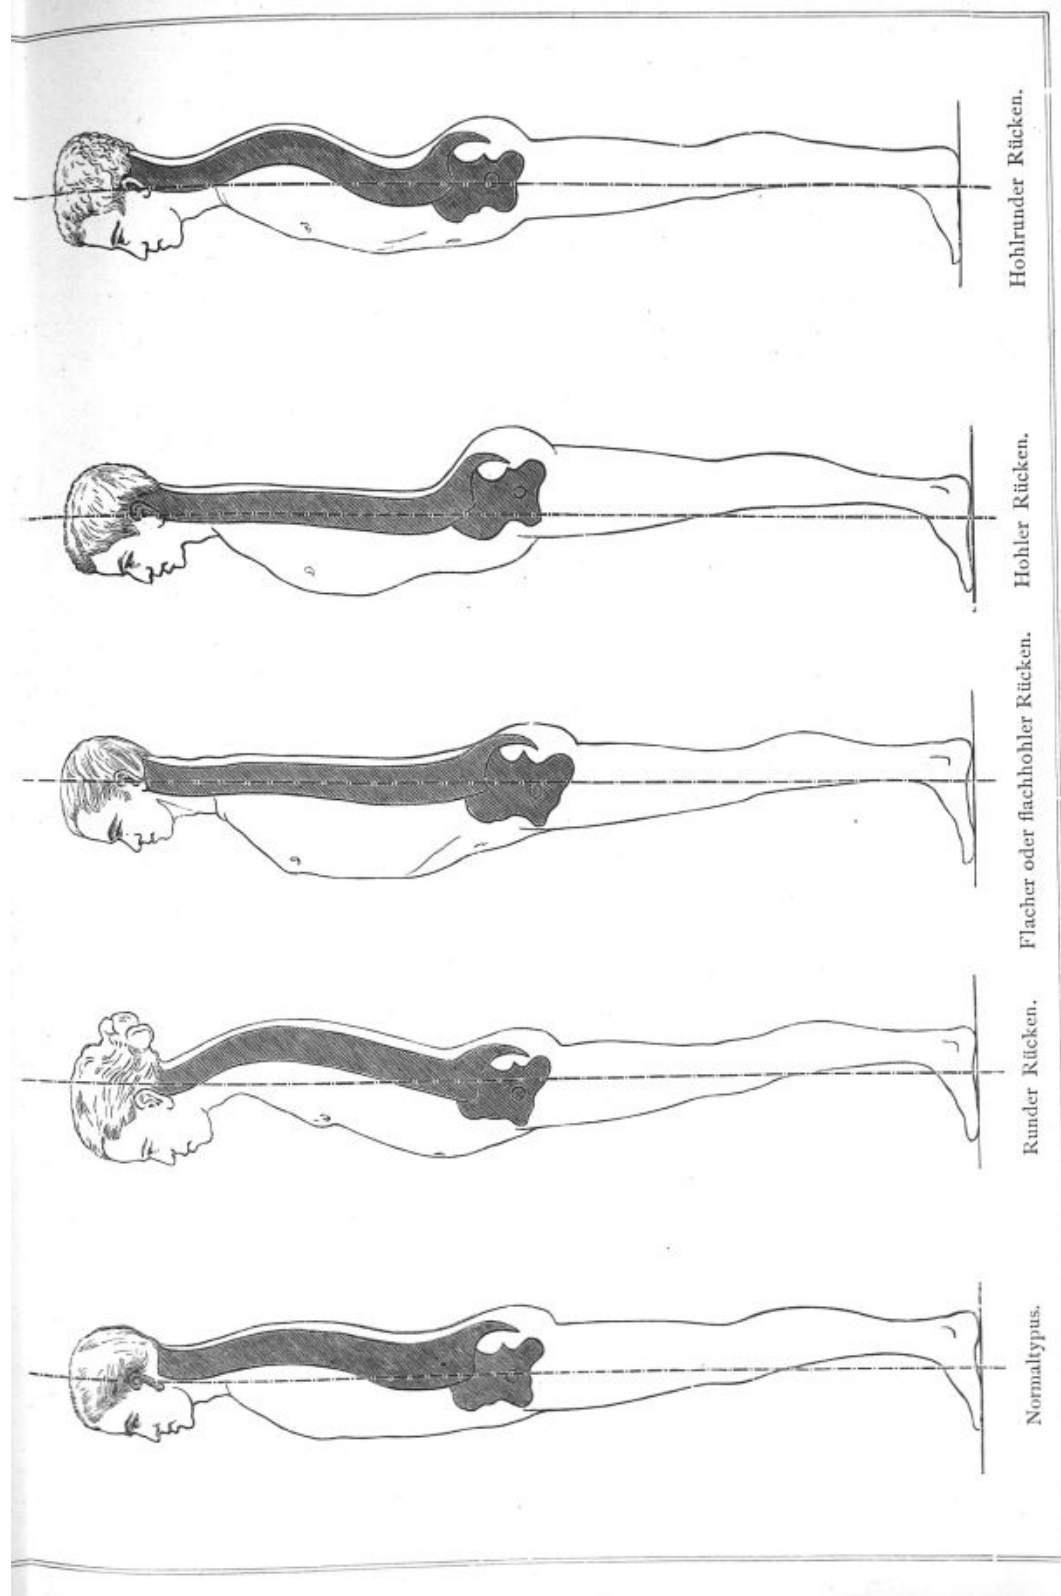 Normaltypus.
Runder Rücken.
Flacher oder flachhohler Rücken.
Hohler Rücken.
Hohlrunder Rücken.